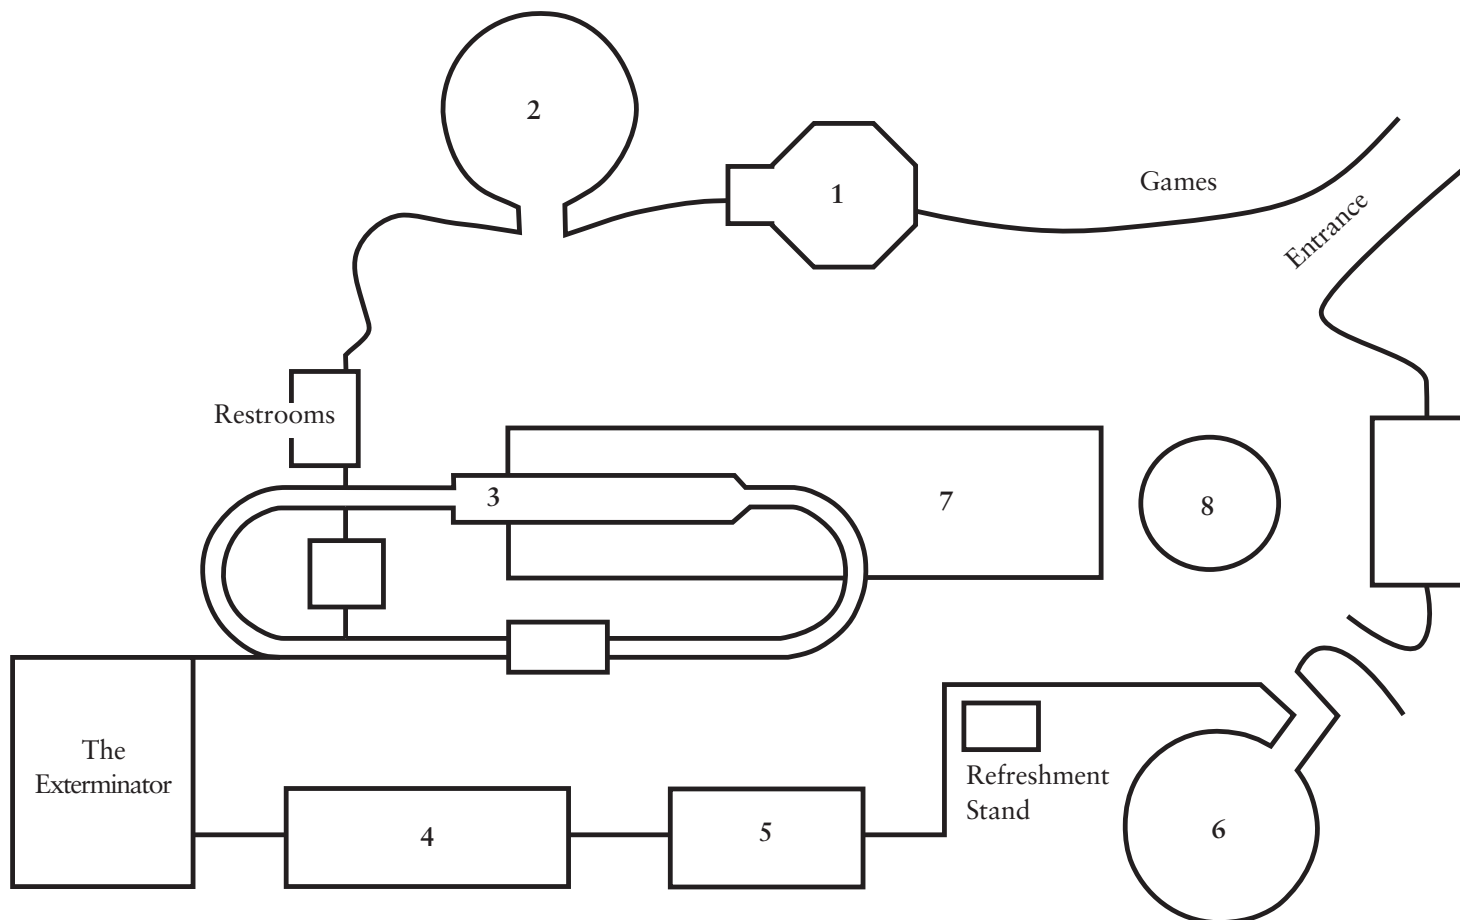 2
1
Games
Entrance
Restrooms
3
7
8
The
Exterminator
4
5
Refreshment
Stand
6